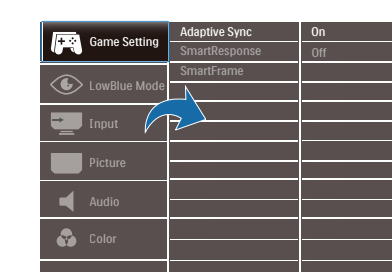 Game Setting
LowBlue Mode
Input
Picture
Audio
Color
Adaptive Sync
SmartResponse
SmartFrame
On
Off